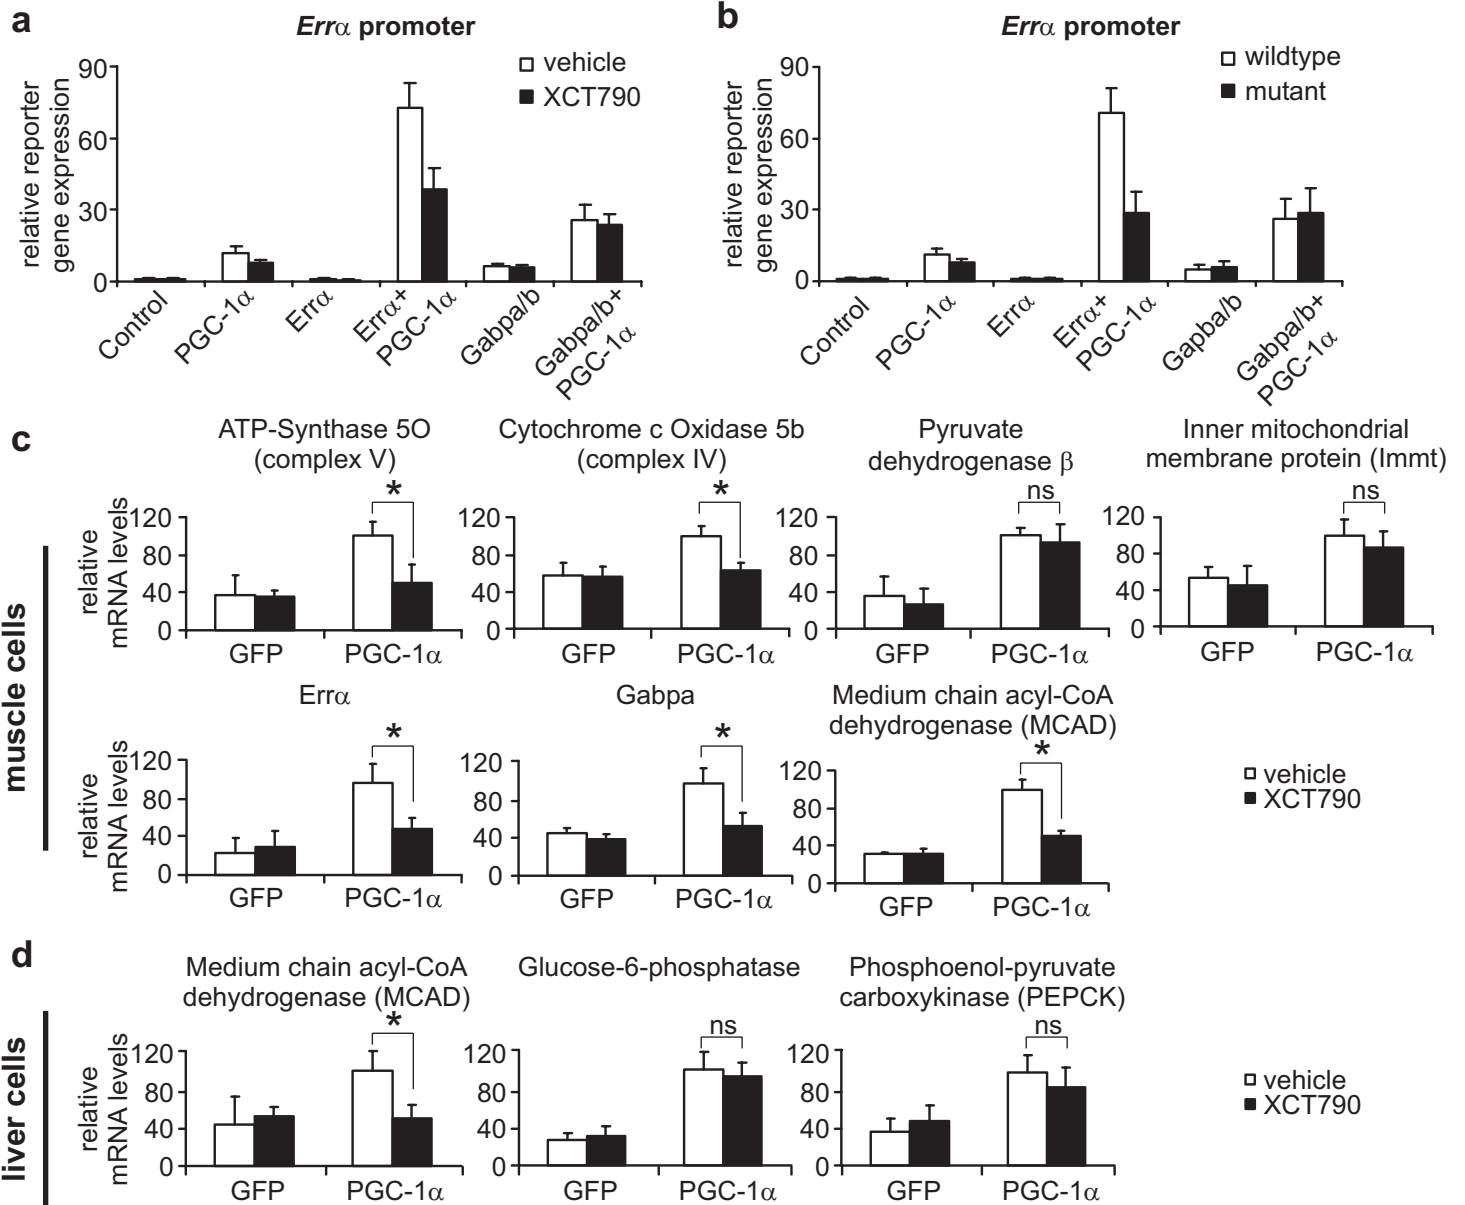 a
Errα promoter
vehicle
XCT790
relative reporter
gene expression
90
60
30
0
Control
PGC-1α
Errα
Errα+
PGC-1α
Gabpa/b
Gabpa/b+
PGC-1α
b
Errα promoter
wildtype
mutant
relative reporter
gene expression
90
60
30
0
Control
PGC-1α
Errα
Errα+
PGC-1α
Gapba/b
Gabpa/b+
PGC-1α
c
muscle cells
ATP-Synthase 5O
(complex V)
*
relative
mRNA levels
120
80
40
0
GFP PGC-1α
Cytochrome c Oxidase 5b
(complex IV)
*
120
80
40
0
GFP PGC-1α
Pyruvate
dehydrogenase β
ns
120
80
40
0
GFP PGC-1α
Inner mitochondrial
membrane protein (Immt)
ns
120
80
40
0
GFP PGC-1α
Errα
*
relative
mRNA levels
120
80
40
0
GFP PGC-1α
Gabpa
*
120
80
40
0
GFP PGC-1α
Medium chain acyl-CoA
dehydrogenase (MCAD)
*
120
80
40
0
GFP PGC-1α
vehicle
XCT790
d
liver cells
Medium chain acyl-CoA
dehydrogenase (MCAD)
*
relative
mRNA levels
120
80
40
0
GFP PGC-1α
Glucose-6-phosphatase
ns
120
80
40
0
GFP PGC-1α
Phosphoenol-pyruvate
carboxykinase (PEPCK)
ns
120
80
40
0
GFP PGC-1α
vehicle
XCT790